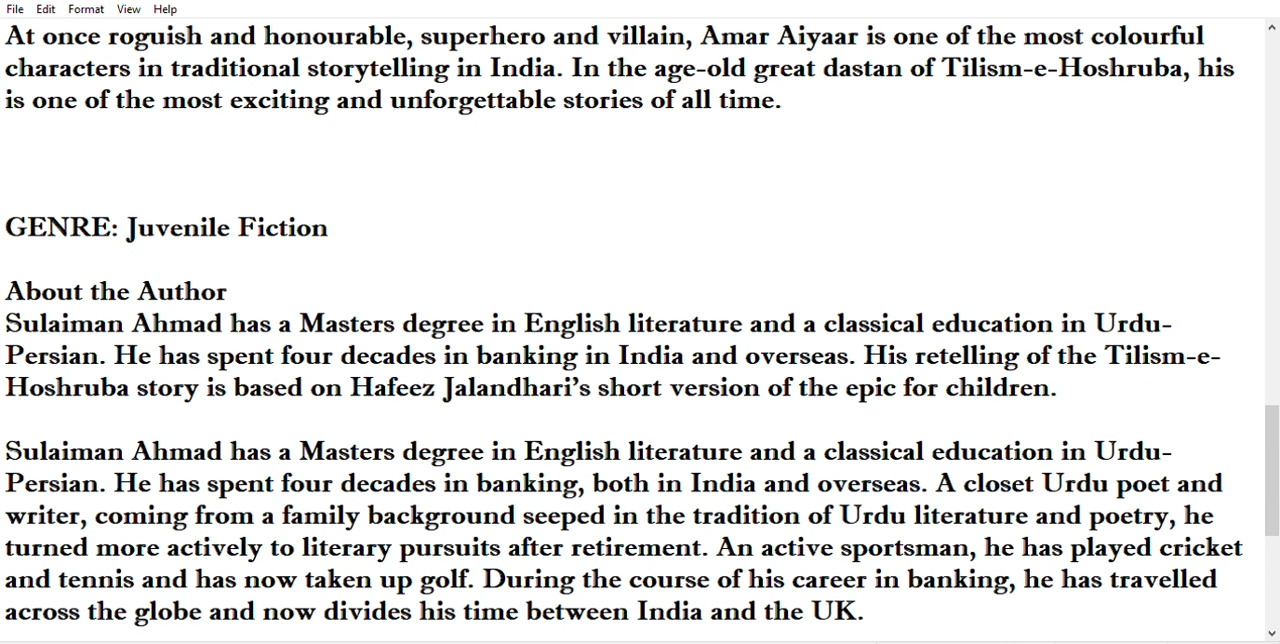 File Edit Format View Help
At once roguish and honourable, superhero and villain, Amar Aiyaar is one of the most colourful
characters in traditional storytelling in India. In the age-old great dastan of Tilism-e-Hoshruba, his
is one of the most exciting and unforgettable stories of all time.
GENRE: Juvenile Fiction
About the Author
Sulaiman Ahmad has a Masters degree in English literature and a classical education in Urdu-
Persian. He has spent four decades in banking in India and overseas. His retelling of the Tilism-e-
Hoshruba story is based on Hafeez Jalandhari’s short version of the epic for children.
Sulaiman Ahmad has a Masters degree in English literature and a classical education in Urdu-
Persian. He has spent four decades in banking, both in India and overseas. A closet Urdu poet and
writer, coming from a family background seeped in the tradition of Urdu literature and poetry, he
turned more actively to literary pursuits after retirement. An active sportsman, he has played cricket
and tennis and has now taken up golf. During the course of his career in banking, he has travelled
across the globe and now divides his time between India and the UK.